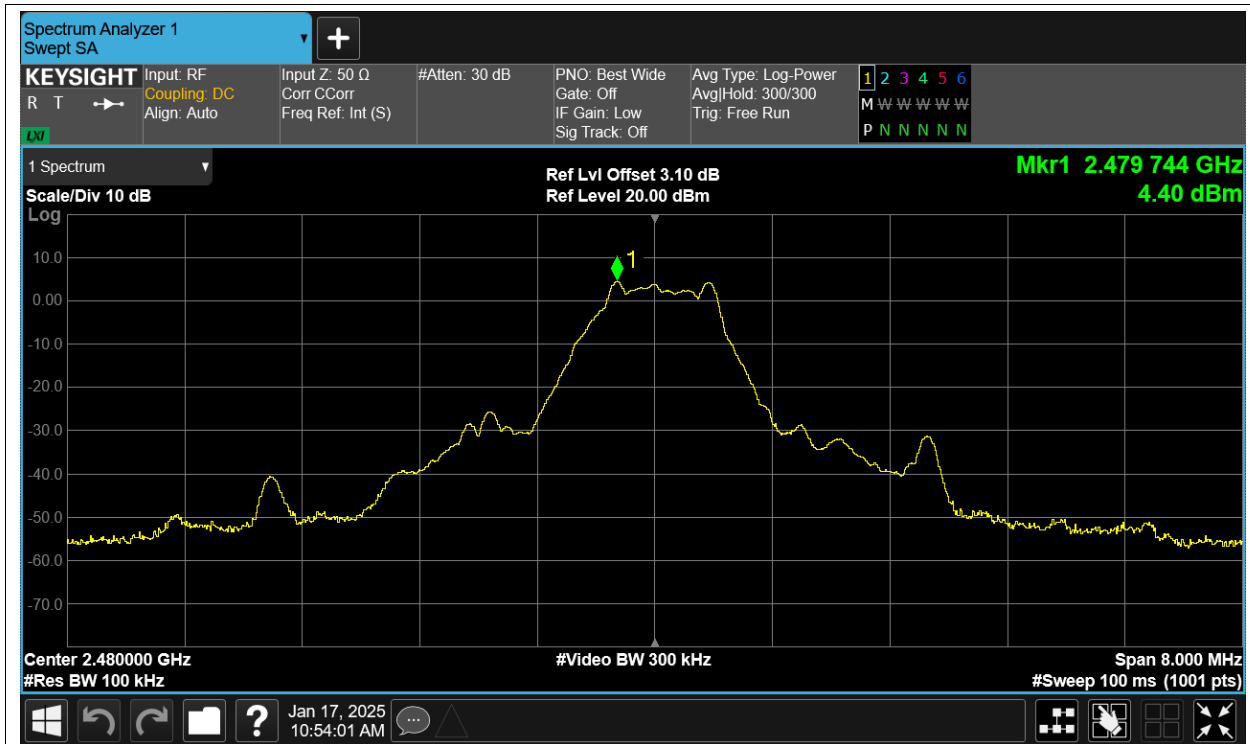 Spectrum Analyzer 1
Swept SA
+
KEYSIGHT
R T
LXI
Input: RF
Coupling: DC
Align: Auto
Input Z: 50 Ω
Corr CCorr
Freq Ref: Int (S)
#Atten: 30 dB
PNO: Best Wide
Gate: Off
IF Gain: Low
Sig Track: Off
Avg Type: Log-Power
Avg|Hold: 300/300
Trig: Free Run
1 2 3 4 5 6
M W W W W W
P N N N N N
1 Spectrum
Scale/Div 10 dB
Ref Lvl Offset 3.10 dB
Ref Level 20.00 dBm
Mkr1 2.479 744 GHz
4.40 dBm
Log
1
10.0
0.00
-10.0
-20.0
-30.0
-40.0
-50.0
-60.0
-70.0
Center 2.480000 GHz
#Res BW 100 kHz
#Video BW 300 kHz
Span 8.000 MHz
#Sweep 100 ms (1001 pts)
?
Jan 17, 2025
10:54:01 AM